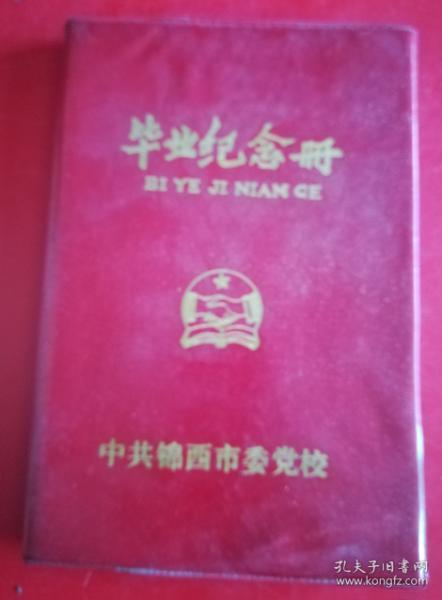 毕业纪念册
BI YE JI NIAN CE
中共锦西市委党校
孔夫子旧书网
www.kongfz.com